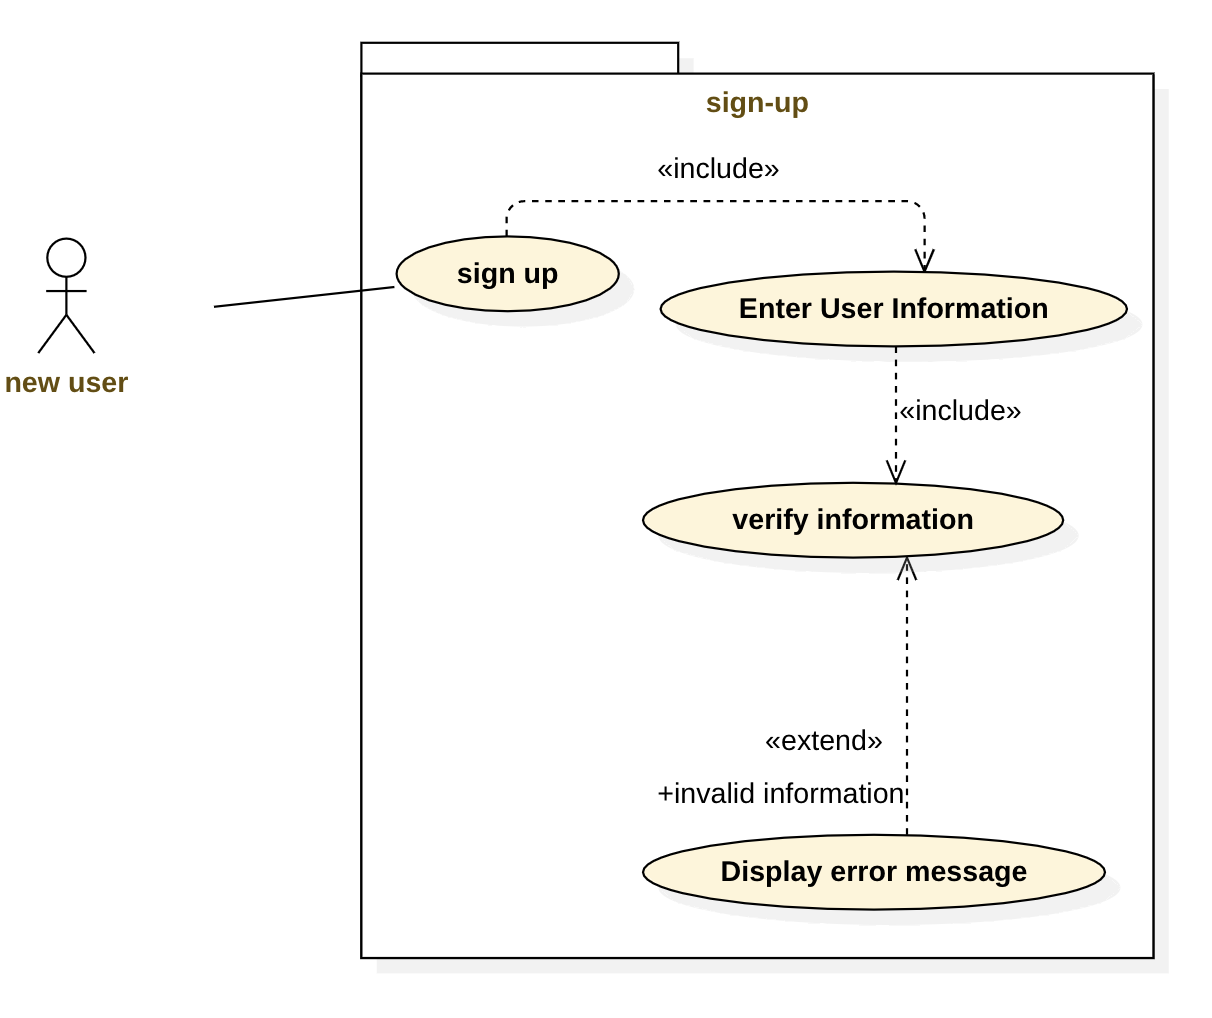 sign-up
«include»
sign up
Enter User Information
new user
«include»
verify information
«extend»
+invalid information
Display error message